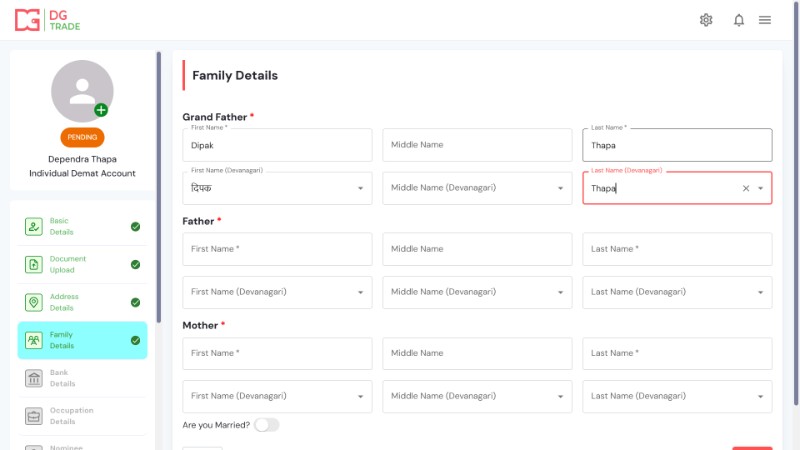 DG
TRADE
PENDING
Dependra Thapa
Individual Demat Account
Basic
Details
Document
Upload
Address
Details
Family
Details
Bank
Details
Occupation
Details
Nominee
Family Details
Grand Father *
First Name *
Dipak
Middle Name
Last Name *
Thapa
First Name (Devanagari)
दिपक
Middle Name (Devanagari)
Last Name (Devanagari)
Thapa
Father *
First Name *
Middle Name
Last Name *
First Name (Devanagari)
Middle Name (Devanagari)
Last Name (Devanagari)
Mother *
First Name *
Middle Name
Last Name *
First Name (Devanagari)
Middle Name (Devanagari)
Last Name (Devanagari)
Are you Married?